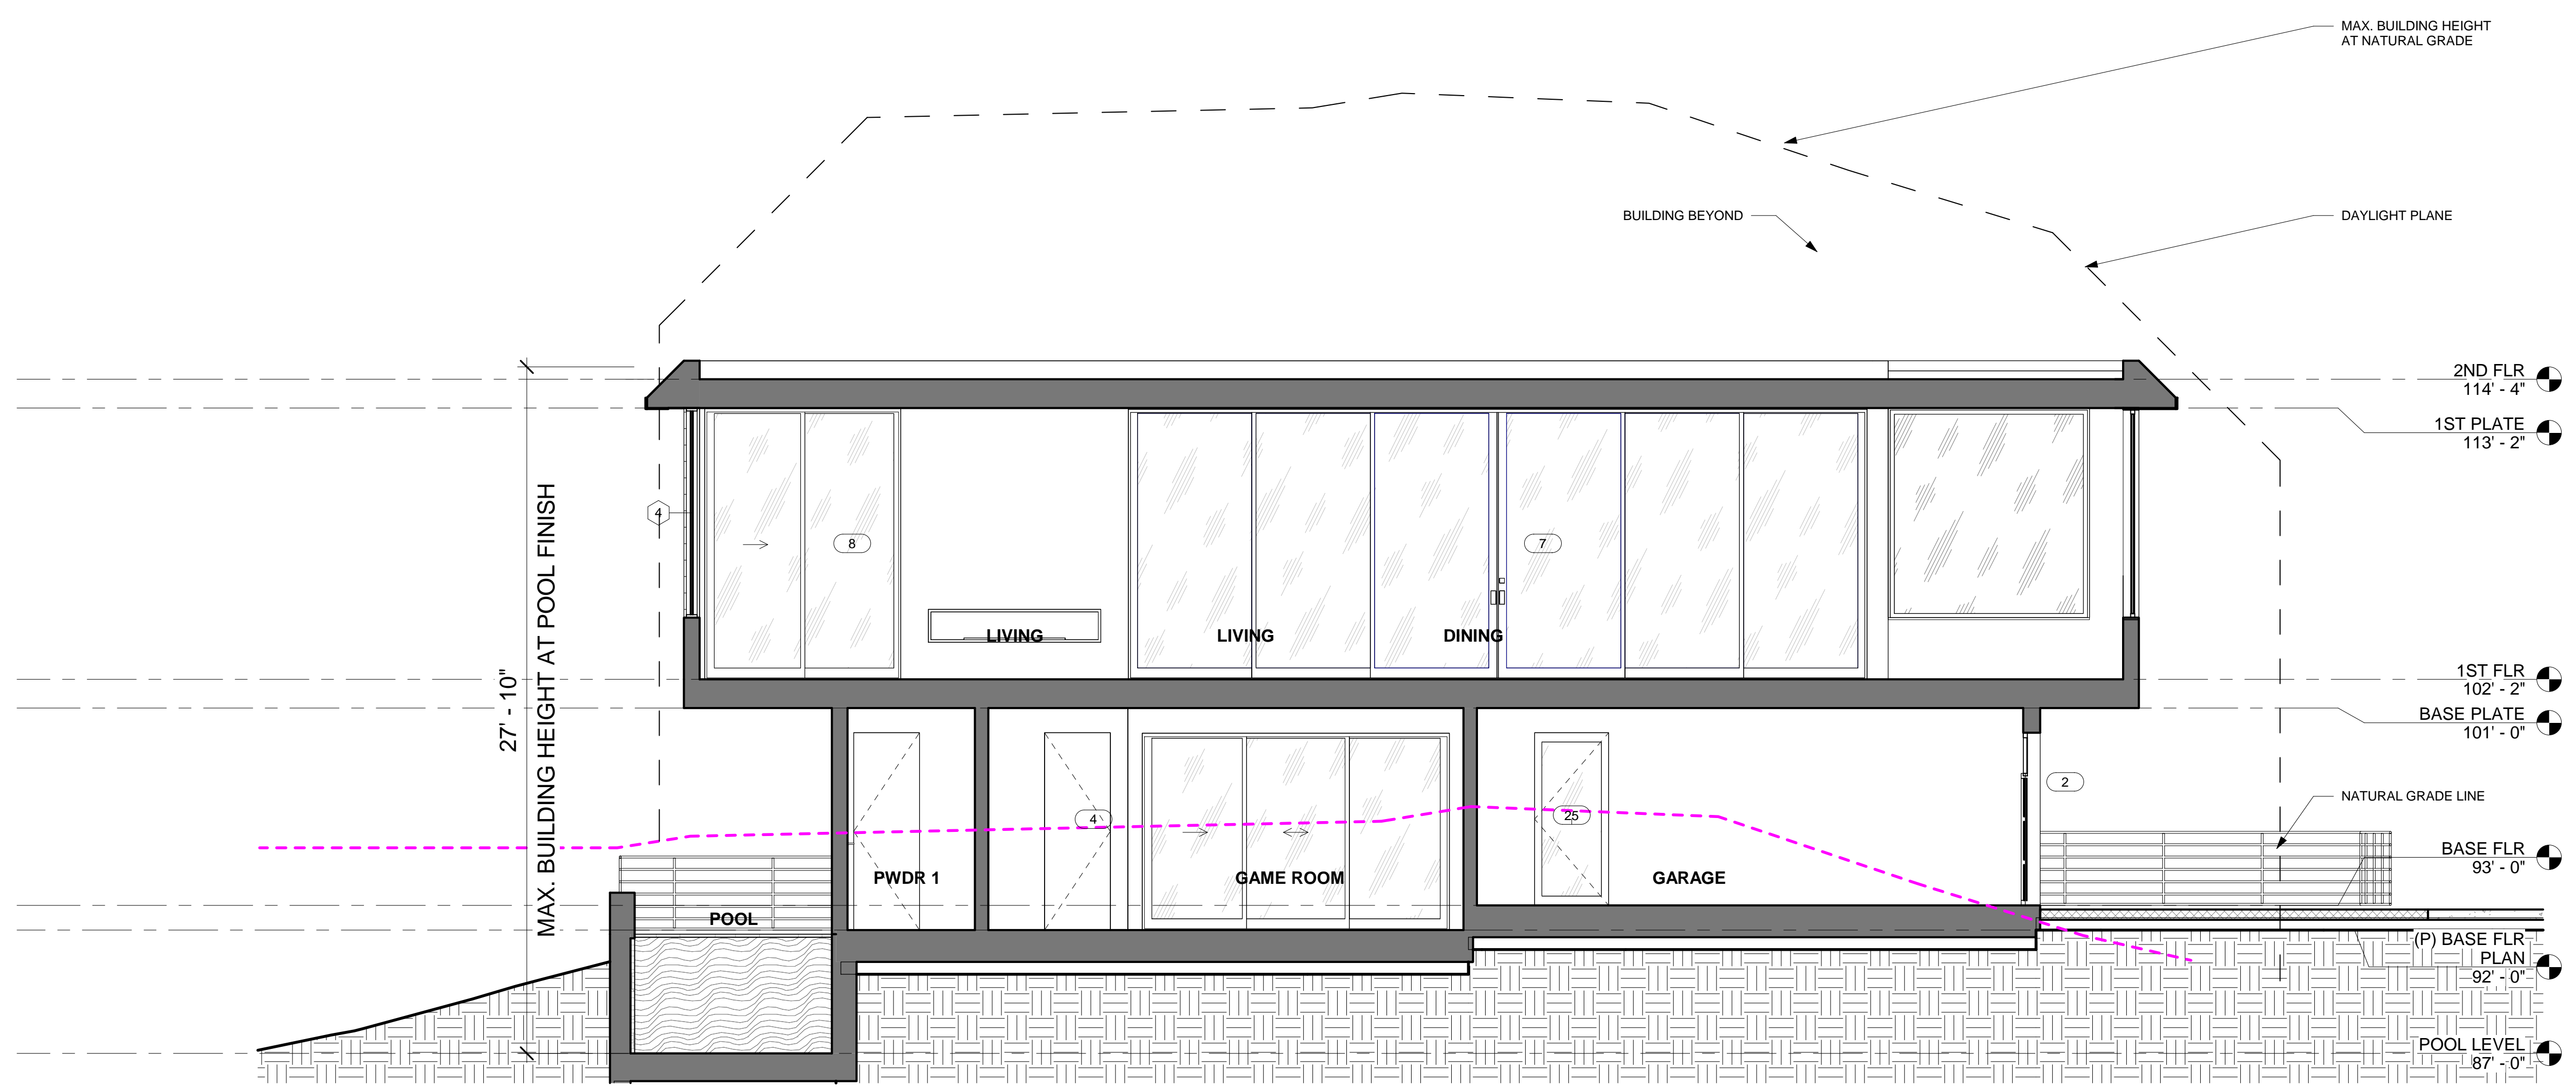 MAX. BUILDING HEIGHT
AT NATURAL GRADE
BUILDING BEYOND
DAYLIGHT PLANE
2ND FLR
114' - 4"
1ST PLATE
113' - 2"
4
8
7
27' - 10"
MAX. BUILDING HEIGHT AT POOL FINISH
LIVING
LIVING
DINING
1ST FLR
102' - 2"
BASE PLATE
101' - 0"
2
NATURAL GRADE LINE
4
25
BASE FLR
93' - 0"
PWDR 1
GAME ROOM
GARAGE
POOL
(P) BASE FLR
PLAN
92' - 0"
POOL LEVEL
87' - 0"